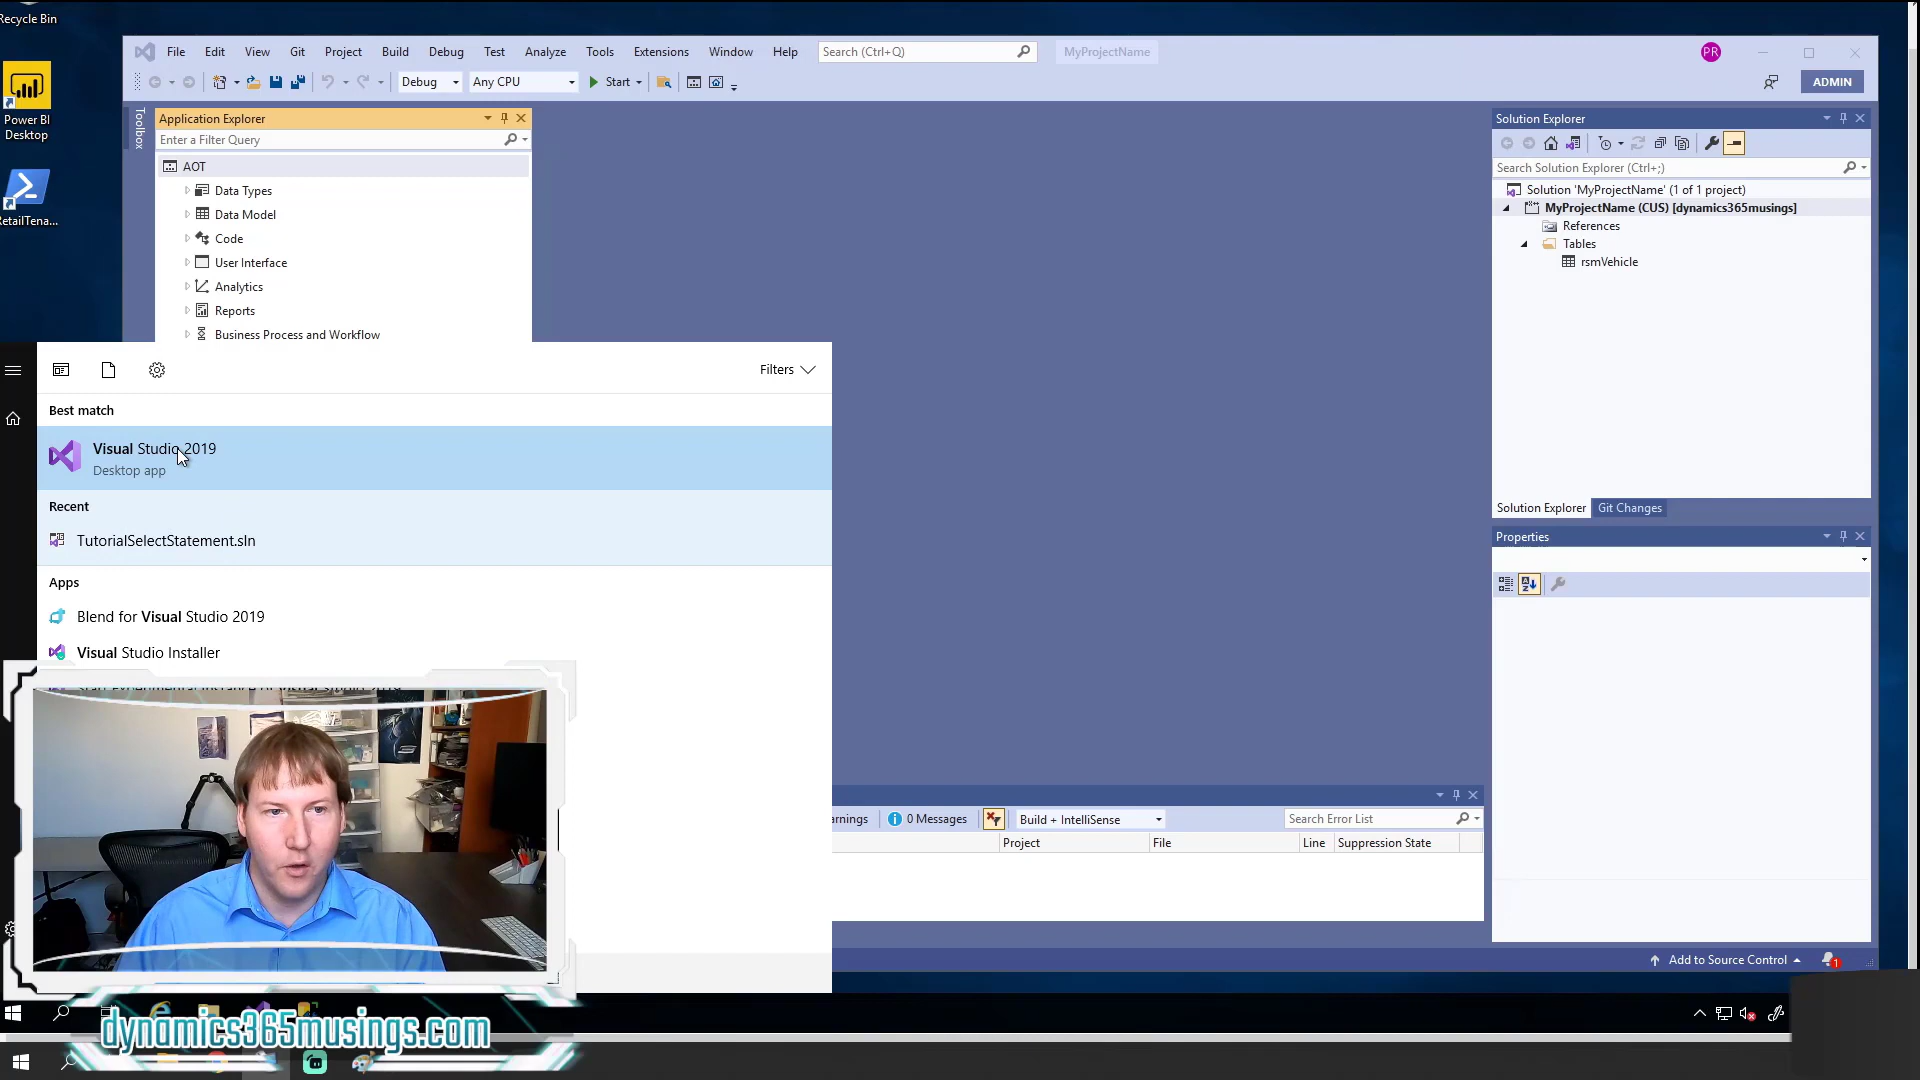 Recycle Bin
Power BI
Desktop
RetailTena...
File Edit View Git Project Build Debug Test Analyze Tools Extensions Window Help Search (Ctrl+Q) MyProjectName PR
Debug Any CPU Start ADMIN
Toolbox
Application Explorer
Enter a Filter Query
AOT
Data Types
Data Model
Code
User Interface
Analytics
Reports
Business Process and Workflow
Filters
Best match
Visual Studio 2019
Desktop app
Recent
TutorialSelectStatement.sln
Apps
Blend for Visual Studio 2019
Visual Studio Installer
Solution Explorer
Search Solution Explorer (Ctrl+;)
Solution 'MyProjectName' (1 of 1 project)
MyProjectName (CUS) [dynamics365musings]
References
Tables
rsmVehicle
Solution Explorer Git Changes
Properties
0 Messages Build + IntelliSense Search Error List
Project File Line Suppression State
Add to Source Control 1
dynamics365musings.com